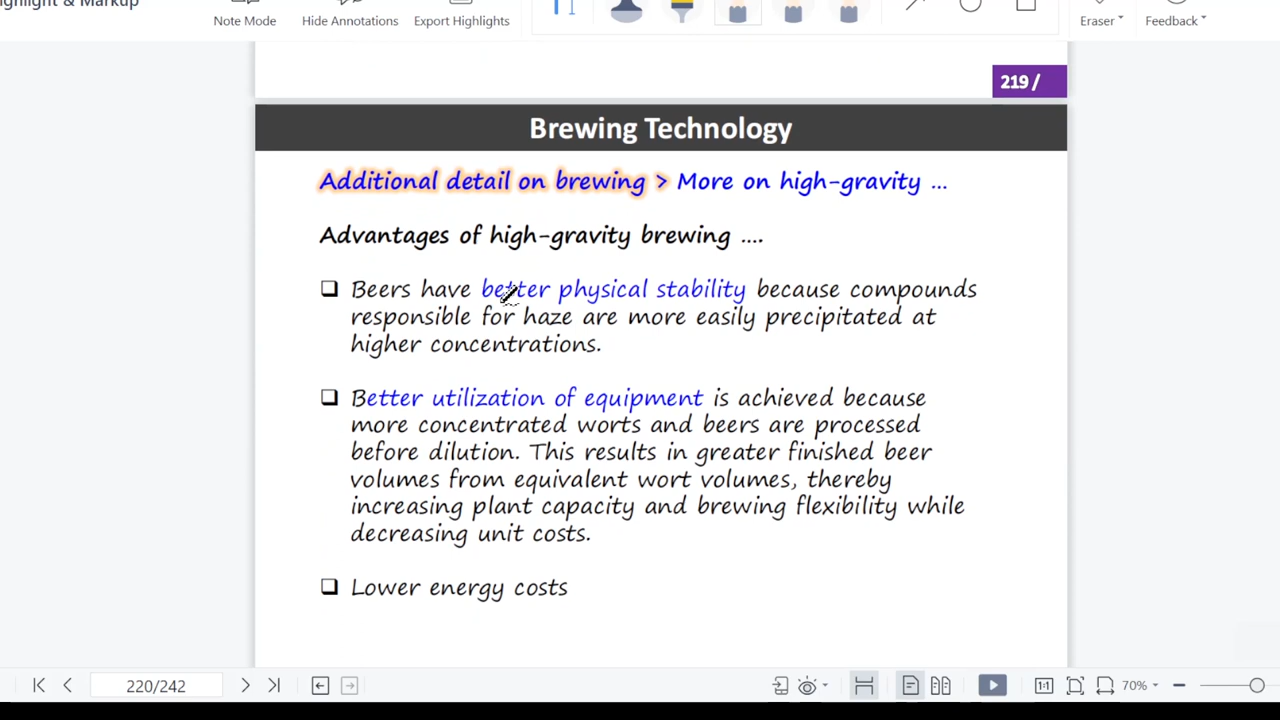 ighlight & Markup
Note Mode
Hide Annotations
Export Highlights
Eraser
Feedback
219/
Brewing Technology
Additional detail on brewing > More on high-gravity ...
Advantages of high-gravity brewing ....
❑ Beers have better physical stability because compounds
responsible for haze are more easily precipitated at
higher concentrations.
❑ Better utilization of equipment is achieved because
more concentrated worts and beers are processed
before dilution. This results in greater finished beer
volumes from equivalent wort volumes, thereby
increasing plant capacity and brewing flexibility while
decreasing unit costs.
❑ Lower energy costs
220/242
1:1
70%